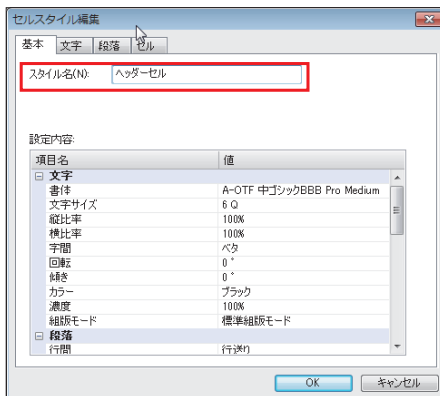 セルスタイル編集
基本 文字 段落 セル
スタイル名(N): ヘッダーセル
設定内容:
項目名 値
文字
書体 A-OTF 中ゴシックBBB Pro Medium
文字サイズ 6 Q
縦比率 100%
横比率 100%
字間 ベタ
回転 0 °
傾き 0 °
カラー ブラック
濃度 100%
組版モード 標準組版モード
段落
行間 行送り
OK キャンセル